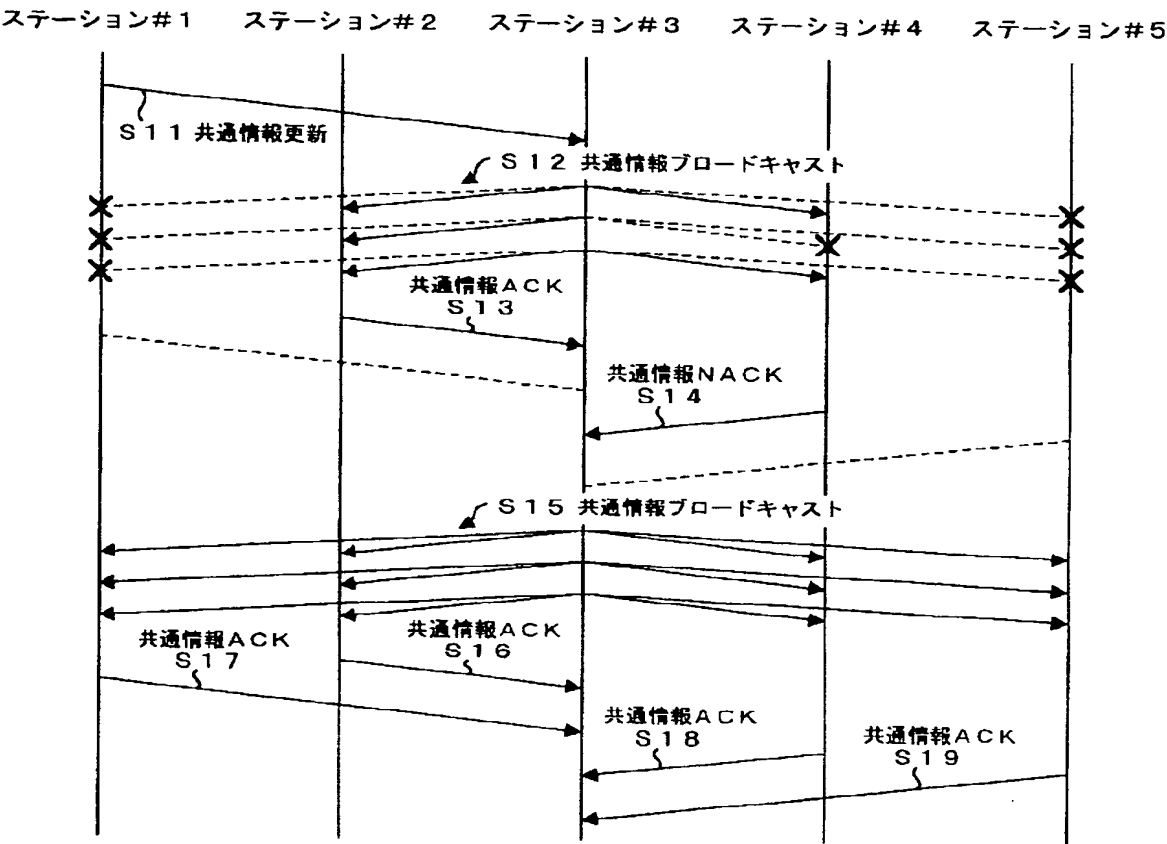 ステーション#1 ステーション#2 ステーション#3 ステーション#4 ステーション#5
S11 共通情報更新
S12 共通情報ブロードキャスト
共通情報ACK
S13
共通情報NACK
S14
S15 共通情報ブロードキャスト
共通情報ACK
S17
共通情報ACK
S16
共通情報ACK
S18
共通情報ACK
S19